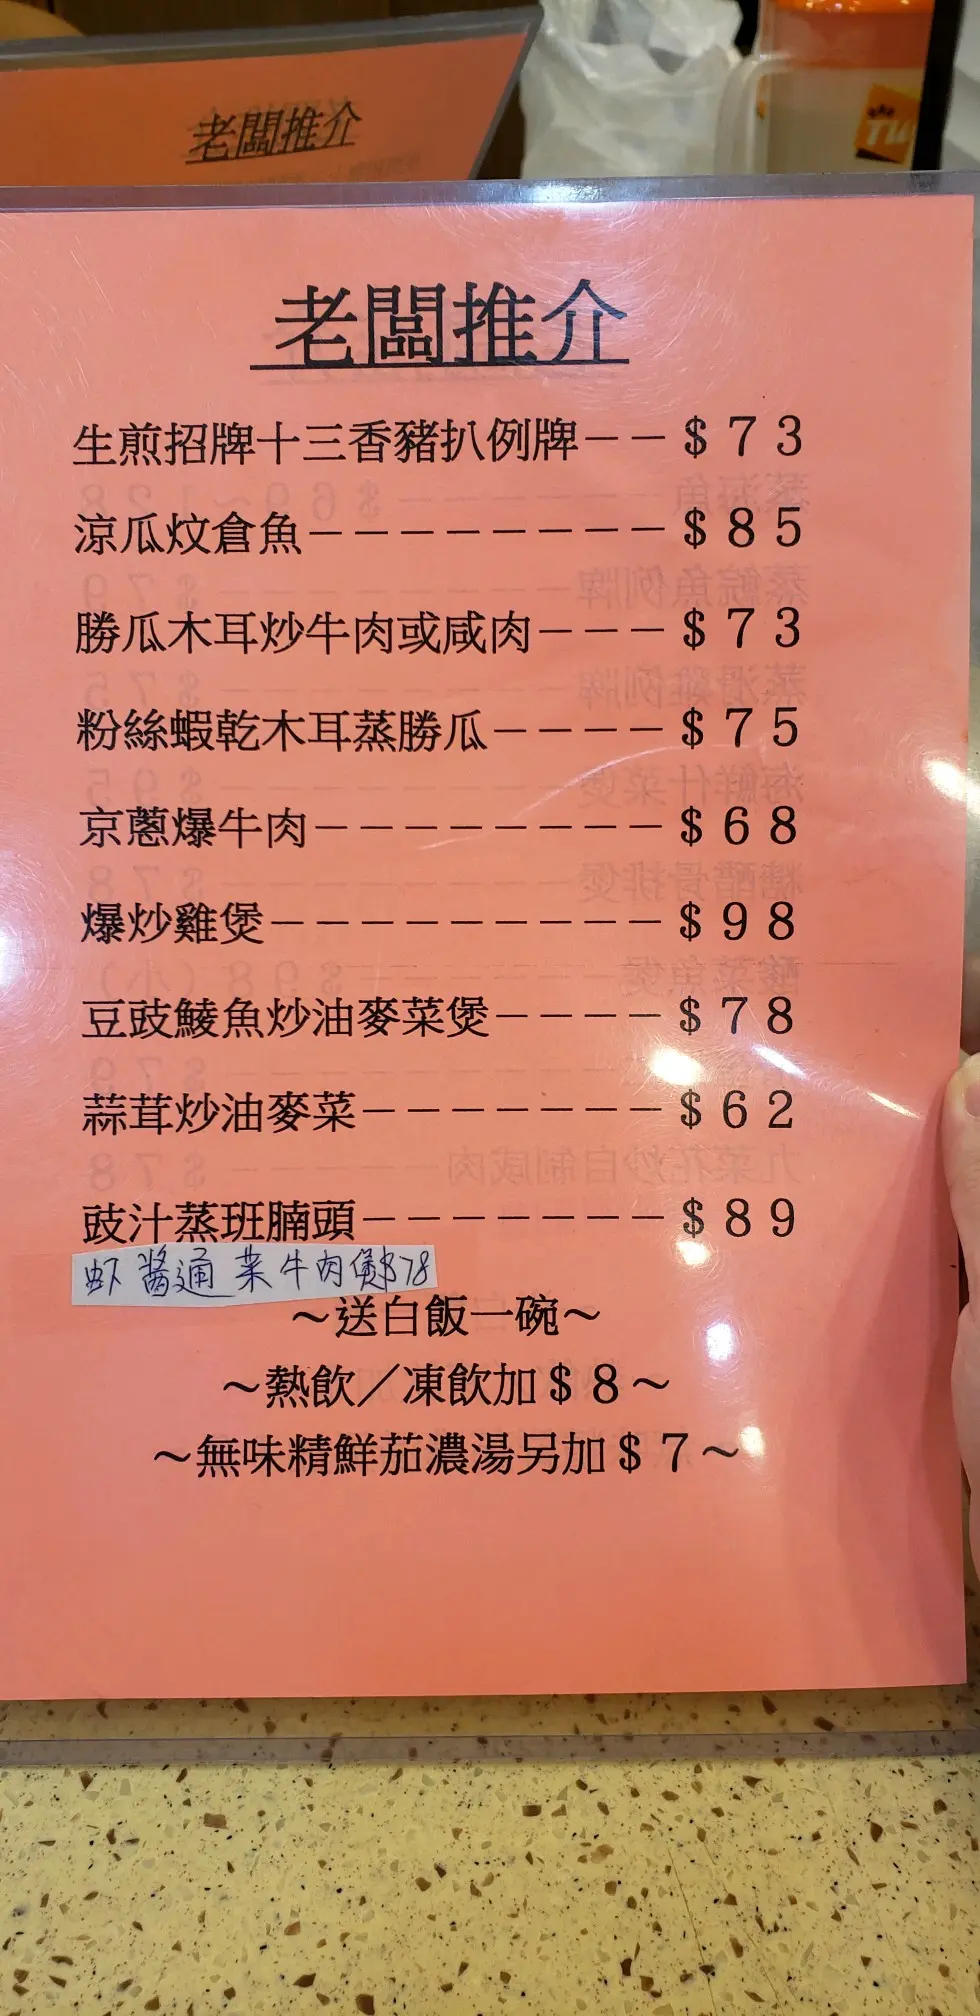 老闆推介
老闆推介
生煎招牌十三香豬扒例牌－－＄７３
涼瓜炆倉魚－－－－－－－－＄８５
勝瓜木耳炒牛肉或咸肉－－－＄７３
粉絲蝦乾木耳蒸勝瓜－－－－＄７５
京蔥爆牛肉－－－－－－－－＄６８
爆炒雞煲－－－－－－－－－＄９８
豆豉鯪魚炒油麥菜煲－－－－＄７８
蒜茸炒油麥菜－－－－－－－＄６２
豉汁蒸班腩頭－－－－－－－＄８９
虾醬通菜牛肉煲$78
～送白飯一碗～
～熱飲／凍飲加＄８～
～無味精鮮茄濃湯另加＄７～